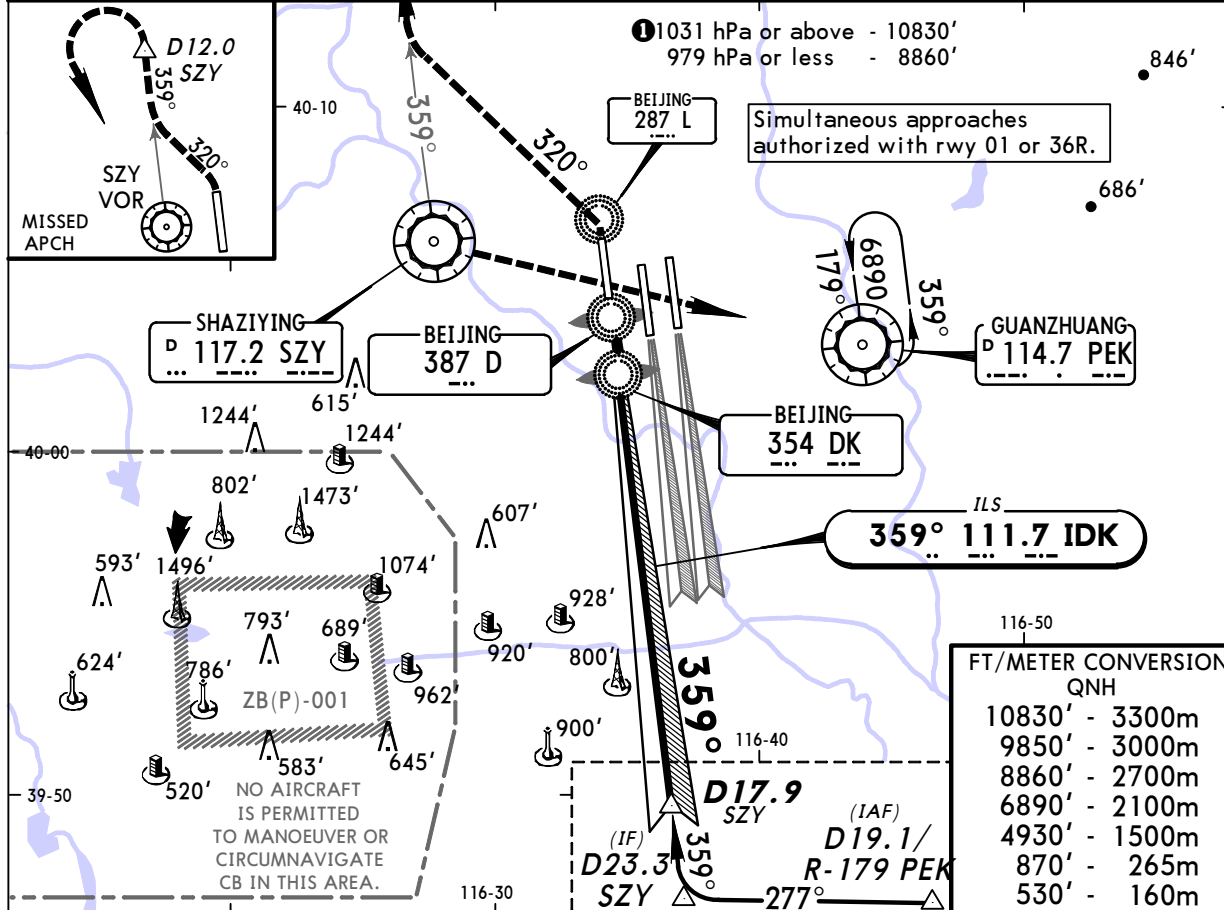 D12.0
SZY
359°
320°
SZY
VOR
MISSED
APCH
40-10
359°
320°
1 1031 hPa or above - 10830'
979 hPa or less - 8860'
846'
BEIJING
287 L
Simultaneous approaches
authorized with rwy 01 or 36R.
686'
6890
179°
359°
SHAZIYING
D 117.2 SZY
BEIJING
387 D
GUANZHUANG
D 114.7 PEK
615'
BEIJING
354 DK
1244'
1244'
40-00
802'
1473'
607'
ILS
359° 111.7 IDK
593'
1496'
1074'
928'
116-50
793'
689'
920'
800'
624'
786'
962'
ZB(P)-001
359°
900'
116-40
583'
645'
520'
39-50
NO AIRCRAFT
IS PERMITTED
TO MANOEUVER OR
CIRCUMNAVIGATE
CB IN THIS AREA.
116-30
D17.9
SZY
(IF)
D23.3
SZY
359°
(IAF)
D19.1/
R-179 PEK
277°
FT/METER CONVERSION
QNH
10830' - 3300m
9850' - 3000m
8860' - 2700m
6890' - 2100m
4930' - 1500m
870' - 265m
530' - 160m